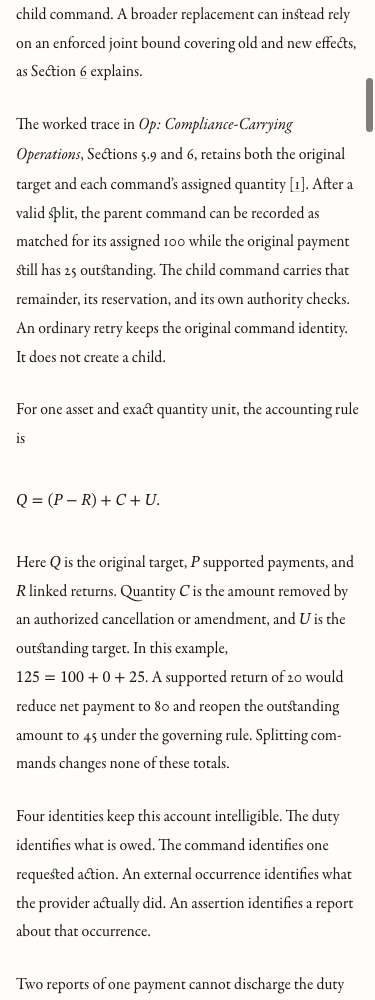 child command. A broader replacement can instead rely
on an enforced joint bound covering old and new effects,
as Section 6 explains.
The worked trace in Op: Compliance-Carrying
Operations, Sections 5.9 and 6, retains both the original
target and each command's assigned quantity [1]. After a
valid split, the parent command can be recorded as
matched for its assigned 100 while the original payment
still has 25 outstanding. The child command carries that
remainder, its reservation, and its own authority checks.
An ordinary retry keeps the original command identity.
It does not create a child.
For one asset and exact quantity unit, the accounting rule
is
Q = (P − R) + C + U.
Here Q is the original target, P supported payments, and
R linked returns. Quantity C is the amount removed by
an authorized cancellation or amendment, and U is the
outstanding target. In this example,
125 = 100 + 0 + 25. A supported return of 20 would
reduce net payment to 80 and reopen the outstanding
amount to 45 under the governing rule. Splitting com-
mands changes none of these totals.
Four identities keep this account intelligible. The duty
identifies what is owed. The command identifies one
requested action. An external occurrence identifies what
the provider actually did. An assertion identifies a report
about that occurrence.
Two reports of one payment cannot discharge the duty